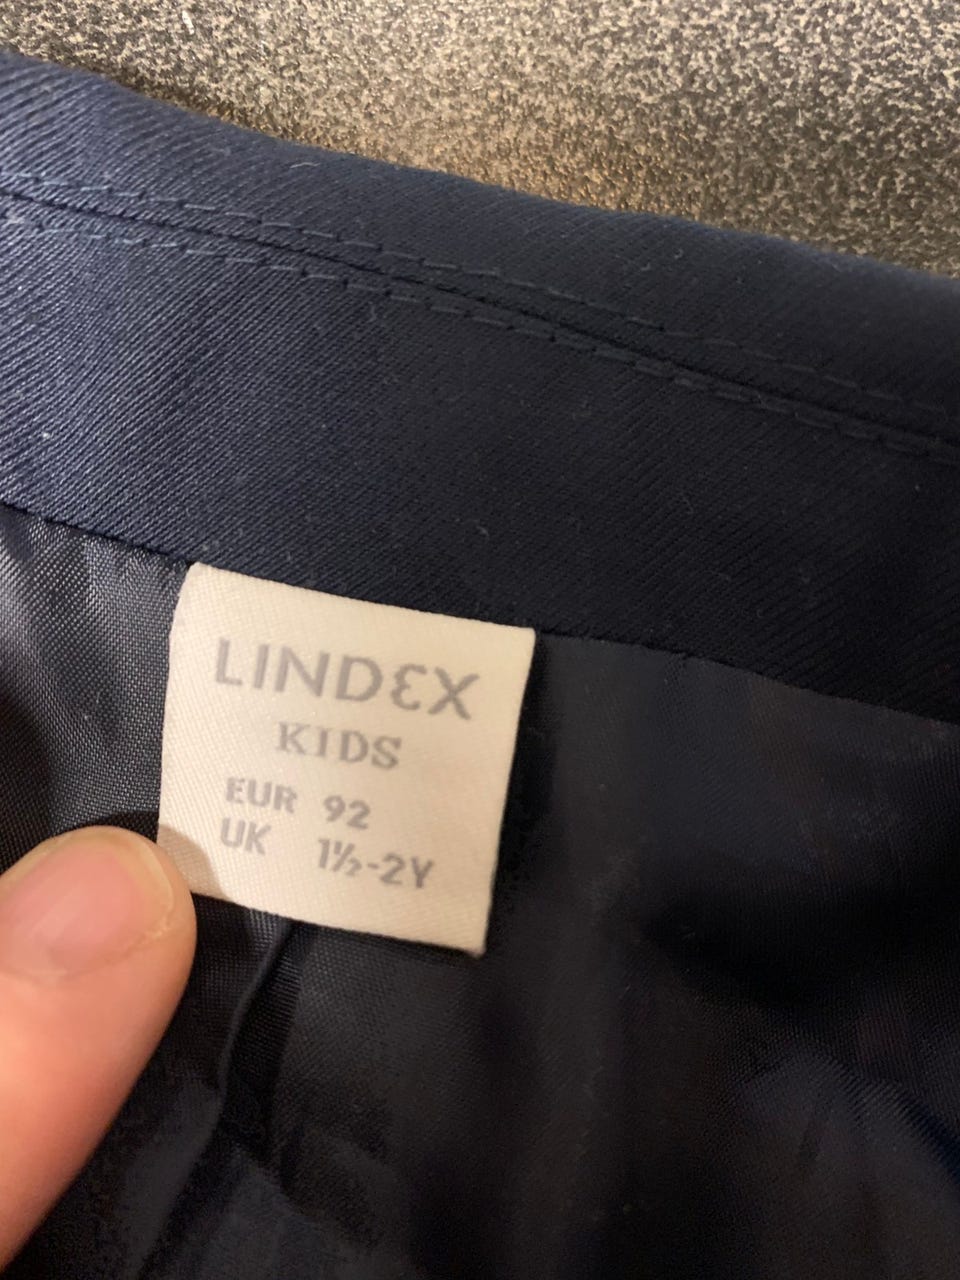 LINDEX
KIDS
EUR 92
UK 1½-2Y